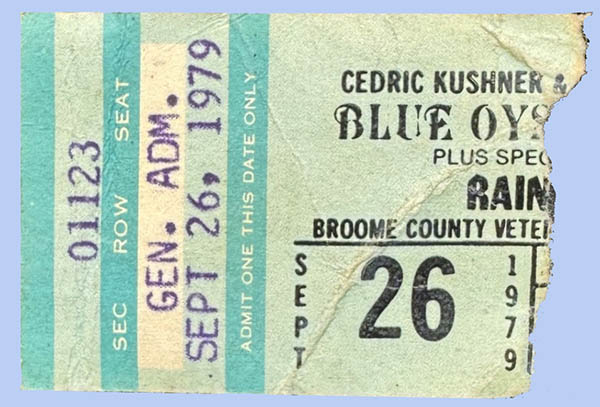 01123
SEC ROW SEAT
GEN. ADM.
SEPT 26, 1979
ADMIT ONE THIS DATE ONLY
CEDRIC KUSHNER &
BLUE OYS
PLUS SPEC
RAIN
BROOME COUNTY VETE
SEPT 26 1979